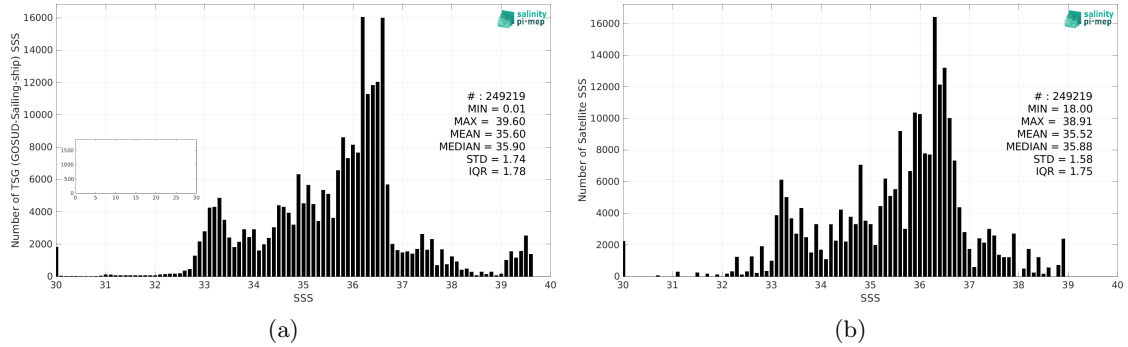 16000
14000
12000
10000
8000
6000
4000
2000
0
Number of TSG (GOSUD-Sailing-ship) SSS
salinity
pi-mep
# : 249219
MIN = 0.01
MAX = 39.60
MEAN = 35.60
MEDIAN = 35.90
STD = 1.74
IQR = 1.78
1500
1000
500
0
0 5 10 15 20 25 30
30 31 32 33 34 35 36 37 38 39 40
SSS
(a)
16000
14000
12000
10000
8000
6000
4000
2000
0
Number of Satellite SSS
salinity
pi-mep
# : 249219
MIN = 18.00
MAX = 38.91
MEAN = 35.52
MEDIAN = 35.88
STD = 1.58
IQR = 1.75
30 31 32 33 34 35 36 37 38 39 40
SSS
(b)